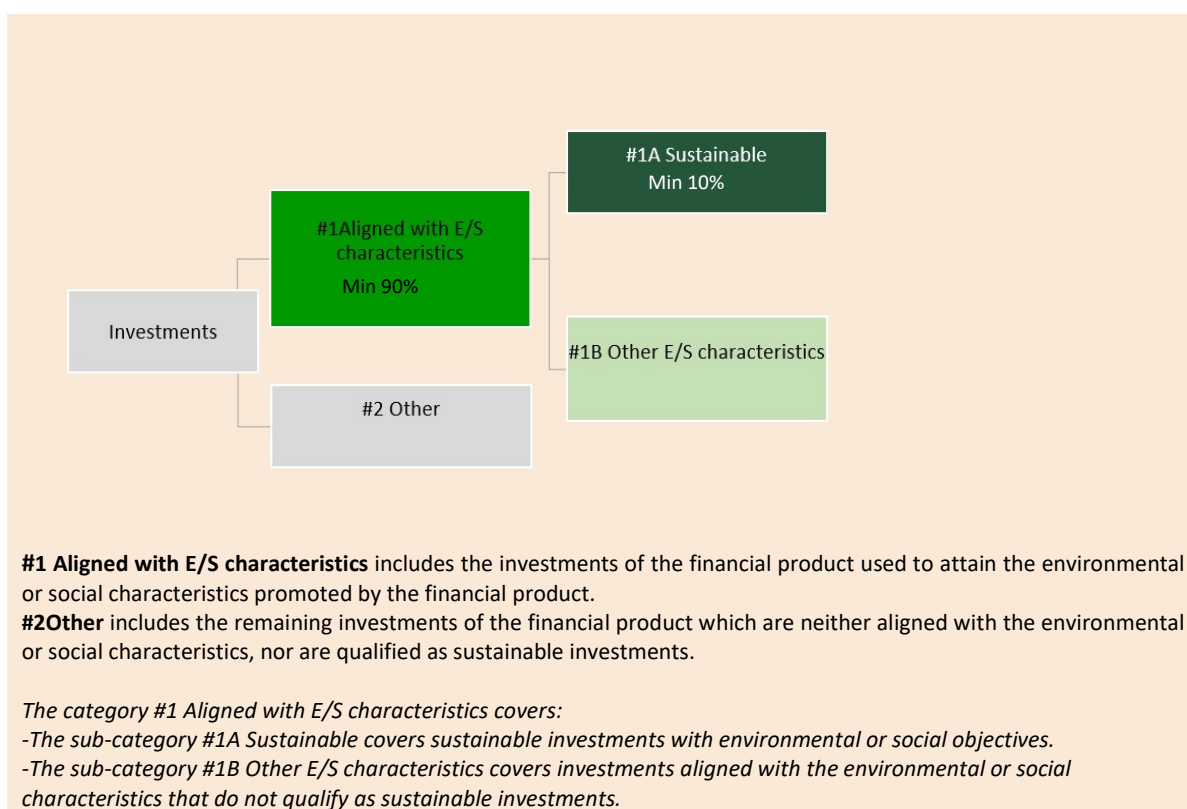 #1A Sustainable
Min 10%
#1Aligned with E/S
characteristics
Min 90%
Investments
#1B Other E/S characteristics
#2 Other
#1 Aligned with E/S characteristics includes the investments of the financial product used to attain the environmental
or social characteristics promoted by the financial product.
#2Other includes the remaining investments of the financial product which are neither aligned with the environmental
or social characteristics, nor are qualified as sustainable investments.
The category #1 Aligned with E/S characteristics covers:
-The sub-category #1A Sustainable covers sustainable investments with environmental or social objectives.
-The sub-category #1B Other E/S characteristics covers investments aligned with the environmental or social
characteristics that do not qualify as sustainable investments.